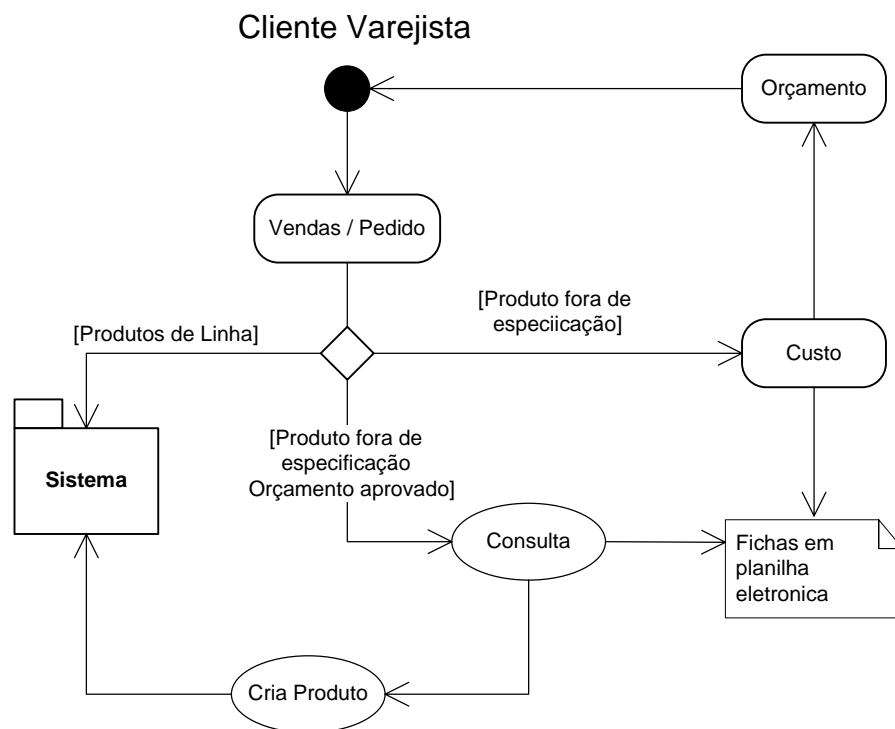 Cliente Varejista
Orçamento
Vendas / Pedido
[Produto fora de
especiicação]
[Produtos de Linha]
Custo
[Produto fora de
especificação
Orçamento aprovado]
Sistema
Consulta
Fichas em
planilha
eletronica
Cria Produto